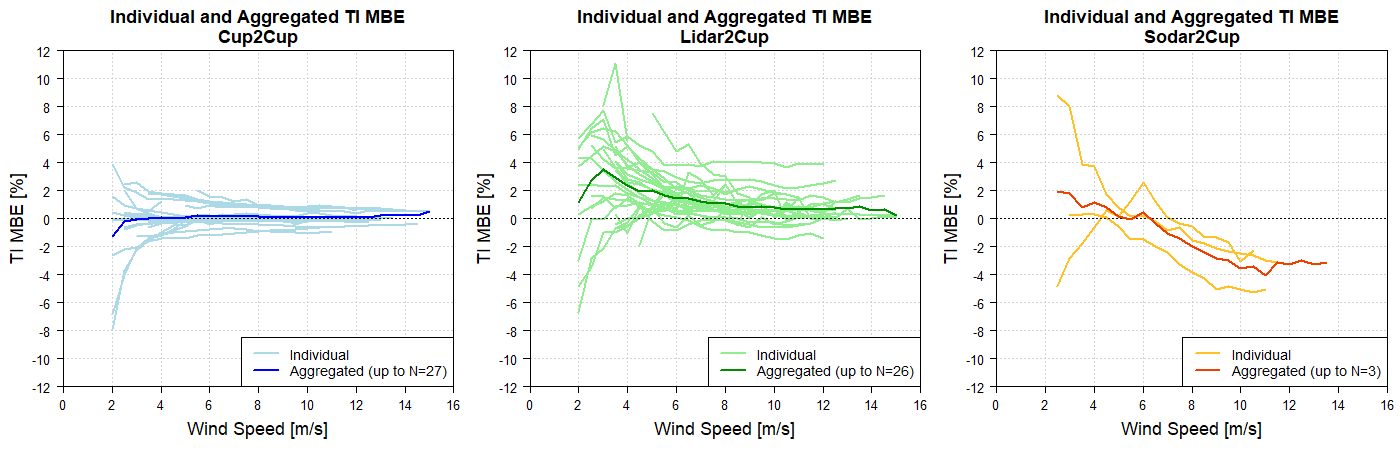 Individual and Aggregated TI MBE
Cup2Cup
TI MBE [%]
12
10
8
6
4
2
0
-2
-4
-6
-8
-10
-12
Individual
Aggregated (up to N=27)
0 2 4 6 8 10 12 14 16
Wind Speed [m/s]
Individual and Aggregated TI MBE
Lidar2Cup
TI MBE [%]
12
10
8
6
4
2
0
-2
-4
-6
-8
-10
-12
Individual
Aggregated (up to N=26)
0 2 4 6 8 10 12 14 16
Wind Speed [m/s]
Individual and Aggregated TI MBE
Sodar2Cup
TI MBE [%]
12
10
8
6
4
2
0
-2
-4
-6
-8
-10
-12
Individual
Aggregated (up to N=3)
0 2 4 6 8 10 12 14 16
Wind Speed [m/s]